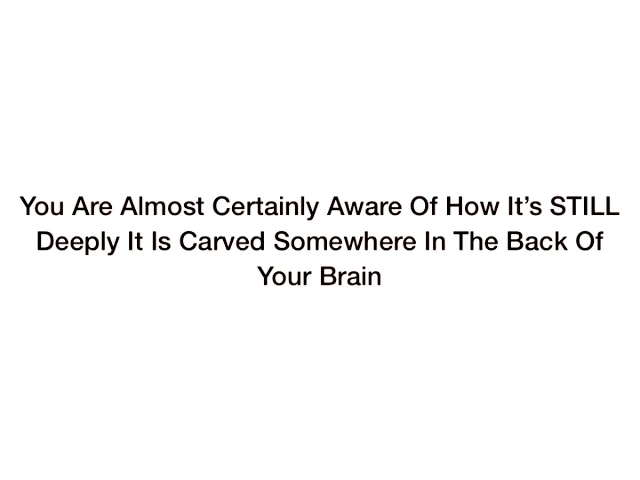 You Are Almost Certainly Aware Of How It’s STILL
Deeply It Is Carved Somewhere In The Back Of
Your Brain